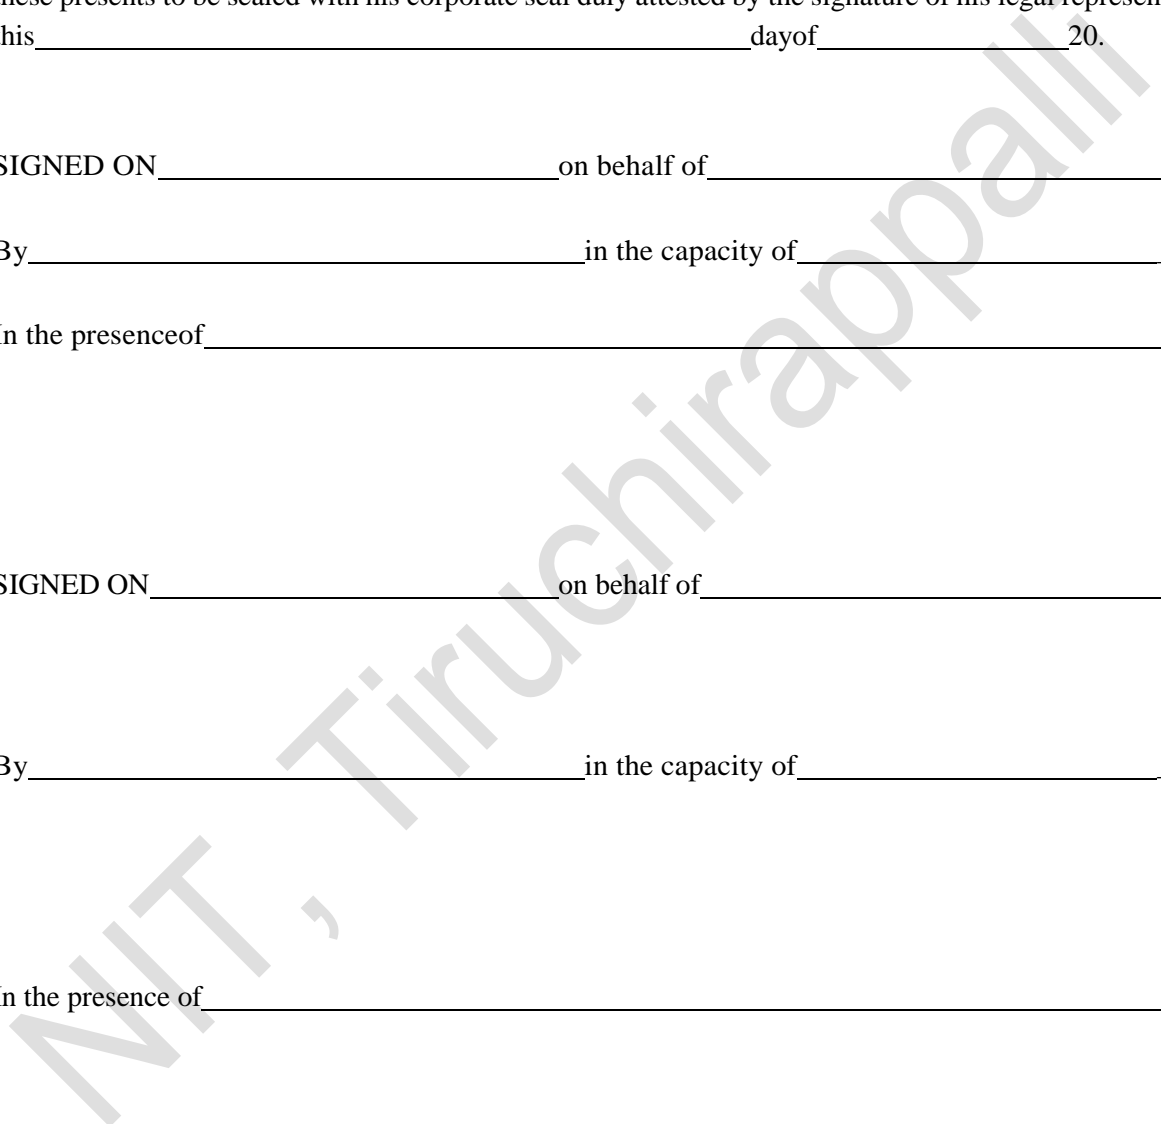 these presents to be sealed with his corporate seal duly attested by the signature of his legal represen
this dayof 20.
SIGNED ON on behalf of
By in the capacity of
In the presenceof
SIGNED ON on behalf of
By in the capacity of
In the presence of
NIT , Tiruchirappalli